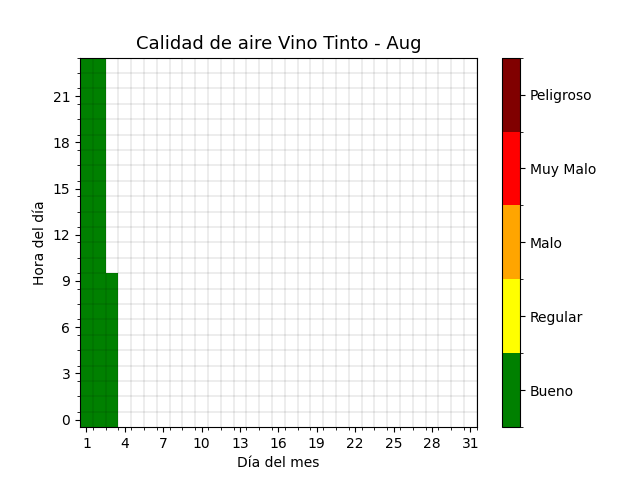 Calidad de aire Vino Tinto - Aug
Hora del día
21
18
15
12
9
6
3
0
1 4 7 10 13 16 19 22 25 28 31
Día del mes
Peligroso
Muy Malo
Malo
Regular
Bueno